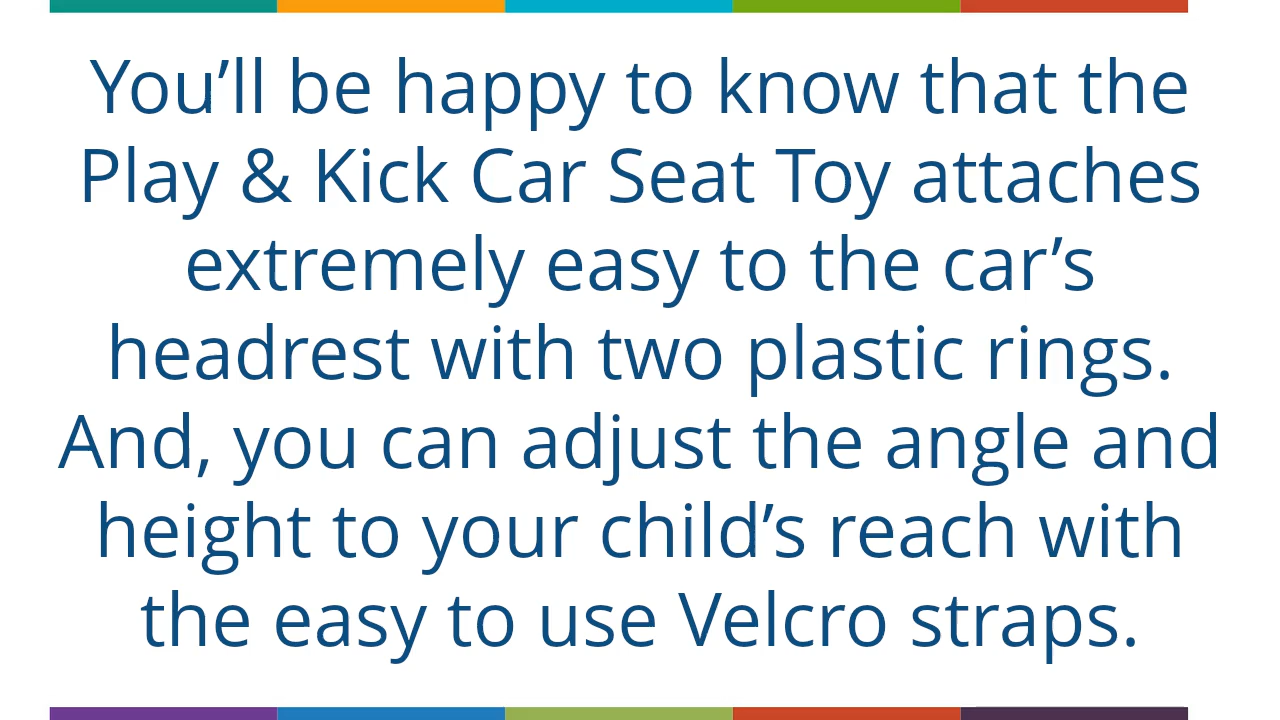 You’ll be happy to know that the
Play & Kick Car Seat Toy attaches
extremely easy to the car’s
headrest with two plastic rings.
And, you can adjust the angle and
height to your child’s reach with
the easy to use Velcro straps.